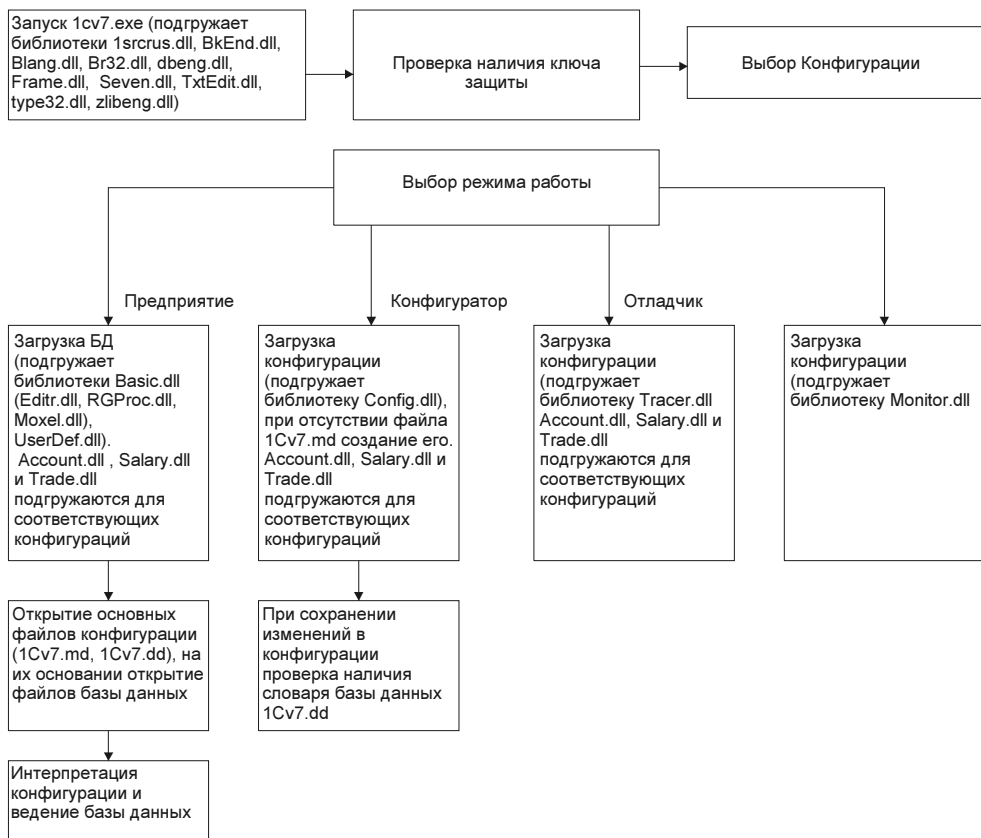 Запуск 1cv7.exe (подгружает
библиотеки 1srcrus.dll, BkEnd.dll,
Blang.dll, Br32.dll, dbeng.dll,
Frame.dll, Seven.dll, TxtEdit.dll,
type32.dll, zlibeng.dll)
Проверка наличия ключа
защиты
Выбор Конфигурации
Выбор режима работы
Предприятие
Конфигуратор
Отладчик
Загрузка БД
(подгружает
библиотеки Basic.dll
(Editr.dll, RGProc.dll,
Moxel.dll),
UserDef.dll).
Account.dll , Salary.dll
и Trade.dll
подгружаются для
соответствующих
конфигураций
Загрузка
конфигурации
(подгружает
библиотеку Config.dll),
при отсутствии файла
1Cv7.md создание его.
Account.dll, Salary.dll и
Trade.dll
подгружаются для
соответствующих
конфигураций
Загрузка
конфигурации
(подгружает
библиотеку Tracer.dll
Account.dll, Salary.dll и
Trade.dll
подгружаются для
соответствующих
конфигураций
Загрузка
конфигурации
(подгружает
библиотеку Monitor.dll
Открытие основных
файлов конфигурации
(1Cv7.md, 1Cv7.dd), на
их основании открытие
файлов базы данных
При сохранении
изменений в
конфигурации
проверка наличия
словаря базы данных
1Cv7.dd
Интерпретация
конфигурации и
ведение базы данных